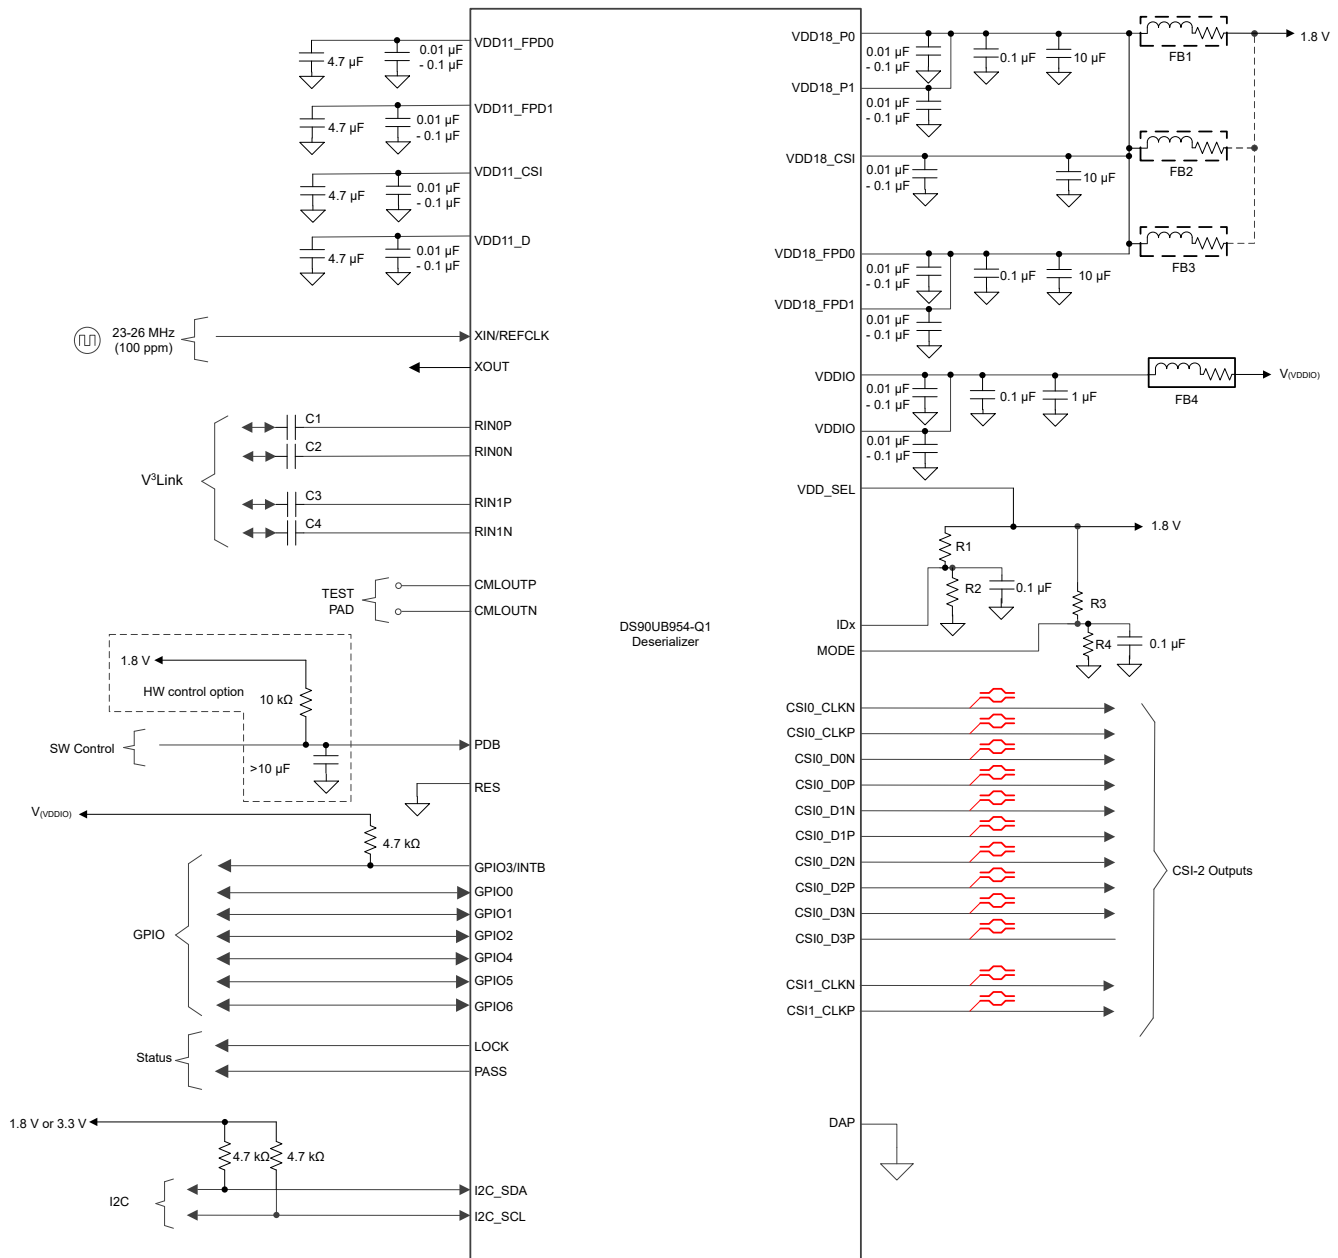 VDD11_FPD0
4.7 µF
0.01 µF
- 0.1 µF
VDD11_FPD1
4.7 µF
0.01 µF
- 0.1 µF
VDD11_CSI
4.7 µF
0.01 µF
- 0.1 µF
VDD11_D
4.7 µF
0.01 µF
- 0.1 µF
23-26 MHz
(100 ppm)
XIN/REFCLK
XOUT
V³Link
C1
RIN0P
C2
RIN0N
C3
RIN1P
C4
RIN1N
TEST
PAD
CMLOUTP
CMLOUTN
1.8 V
HW control option
10 kΩ
SW Control
>10 µF
PDB
RES
V(VDDIO)
4.7 kΩ
GPIO
GPIO3/INTB
GPIO0
GPIO1
GPIO2
GPIO4
GPIO5
GPIO6
Status
LOCK
PASS
1.8 V or 3.3 V
4.7 kΩ
4.7 kΩ
I2C
I2C_SDA
I2C_SCL
DS90UB954-Q1
Deserializer
VDD18_P0
0.01 µF
- 0.1 µF
0.1 µF
10 µF
FB1
1.8 V
VDD18_P1
0.01 µF
- 0.1 µF
VDD18_CSI
0.01 µF
- 0.1 µF
10 µF
FB2
VDD18_FPD0
0.01 µF
- 0.1 µF
0.1 µF
10 µF
FB3
VDD18_FPD1
0.01 µF
- 0.1 µF
VDDIO
0.01 µF
- 0.1 µF
0.1 µF
1 µF
FB4
V(VDDIO)
VDDIO
0.01 µF
- 0.1 µF
VDD_SEL
1.8 V
R1
R2
0.1 µF
R3
IDx
MODE
R4
0.1 µF
CSI0_CLKN
CSI0_CLKP
CSI0_D0N
CSI0_D0P
CSI0_D1N
CSI0_D1P
CSI0_D2N
CSI0_D2P
CSI0_D3N
CSI0_D3P
CSI1_CLKN
CSI1_CLKP
CSI-2 Outputs
DAP